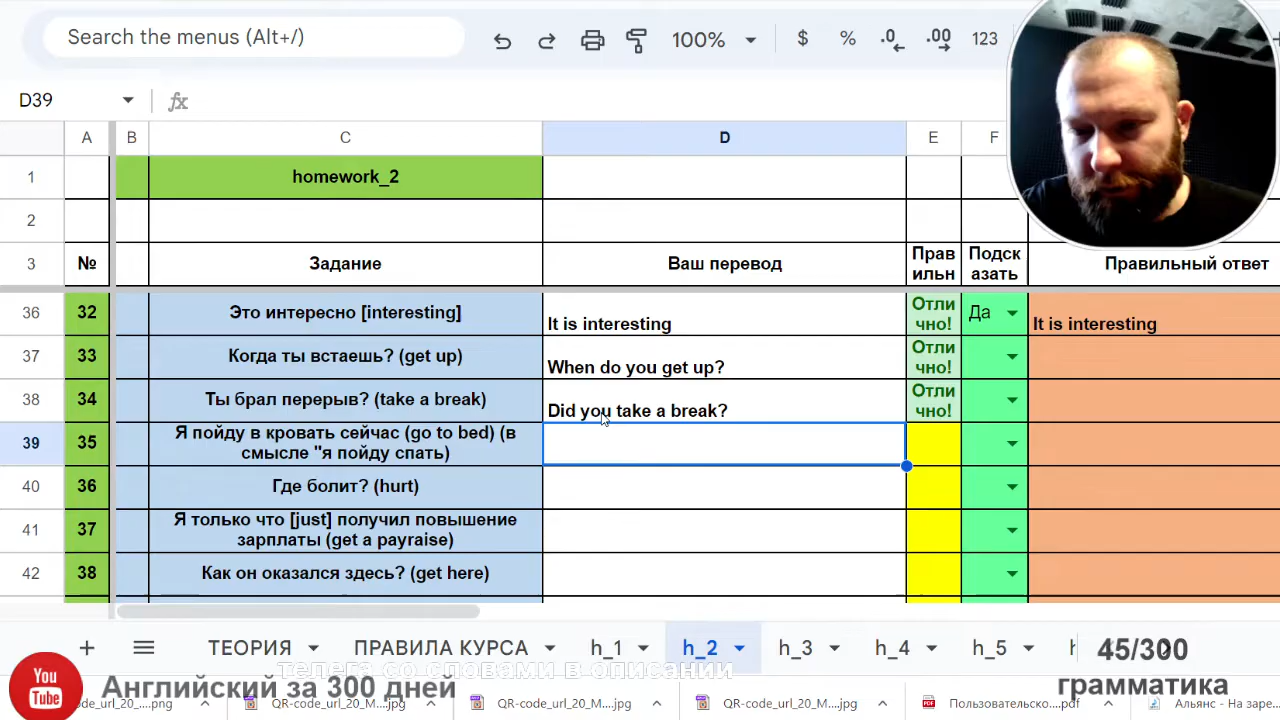 Search the menus (Alt+/)
100%
$ % .0 .00 123
D39
fx
A B C D E F
1 homework_2
2
3 № Задание Ваш перевод Прав ильн Подск азать Правильный ответ
36 32 Это интересно [interesting] It is interesting Отли чно! Да It is interesting
37 33 Когда ты встаешь? (get up) When do you get up? Отли чно!
38 34 Ты брал перерыв? (take a break) Did you take a break? Отли чно!
39 35 Я пойду в кровать сейчас (go to bed) (в
смысле "я пойду спать)
40 36 Где болит? (hurt)
41 37 Я только что [just] получил повышение
зарплаты (get a payraise)
42 38 Как он оказался здесь? (get here)
ТЕОРИЯ ПРАВИЛА КУРСА h_1 h_2 h_3 h_4 h_5 45/300
телега со словами в описании
You
Tube
Английский за 300 дней
грамматика
code_url_20_....png QR-code_url_20_M....jpg QR-code_url_20_M....jpg QR-code_url_20_M....jpg Пользовательско....pdf Альянс - На заре